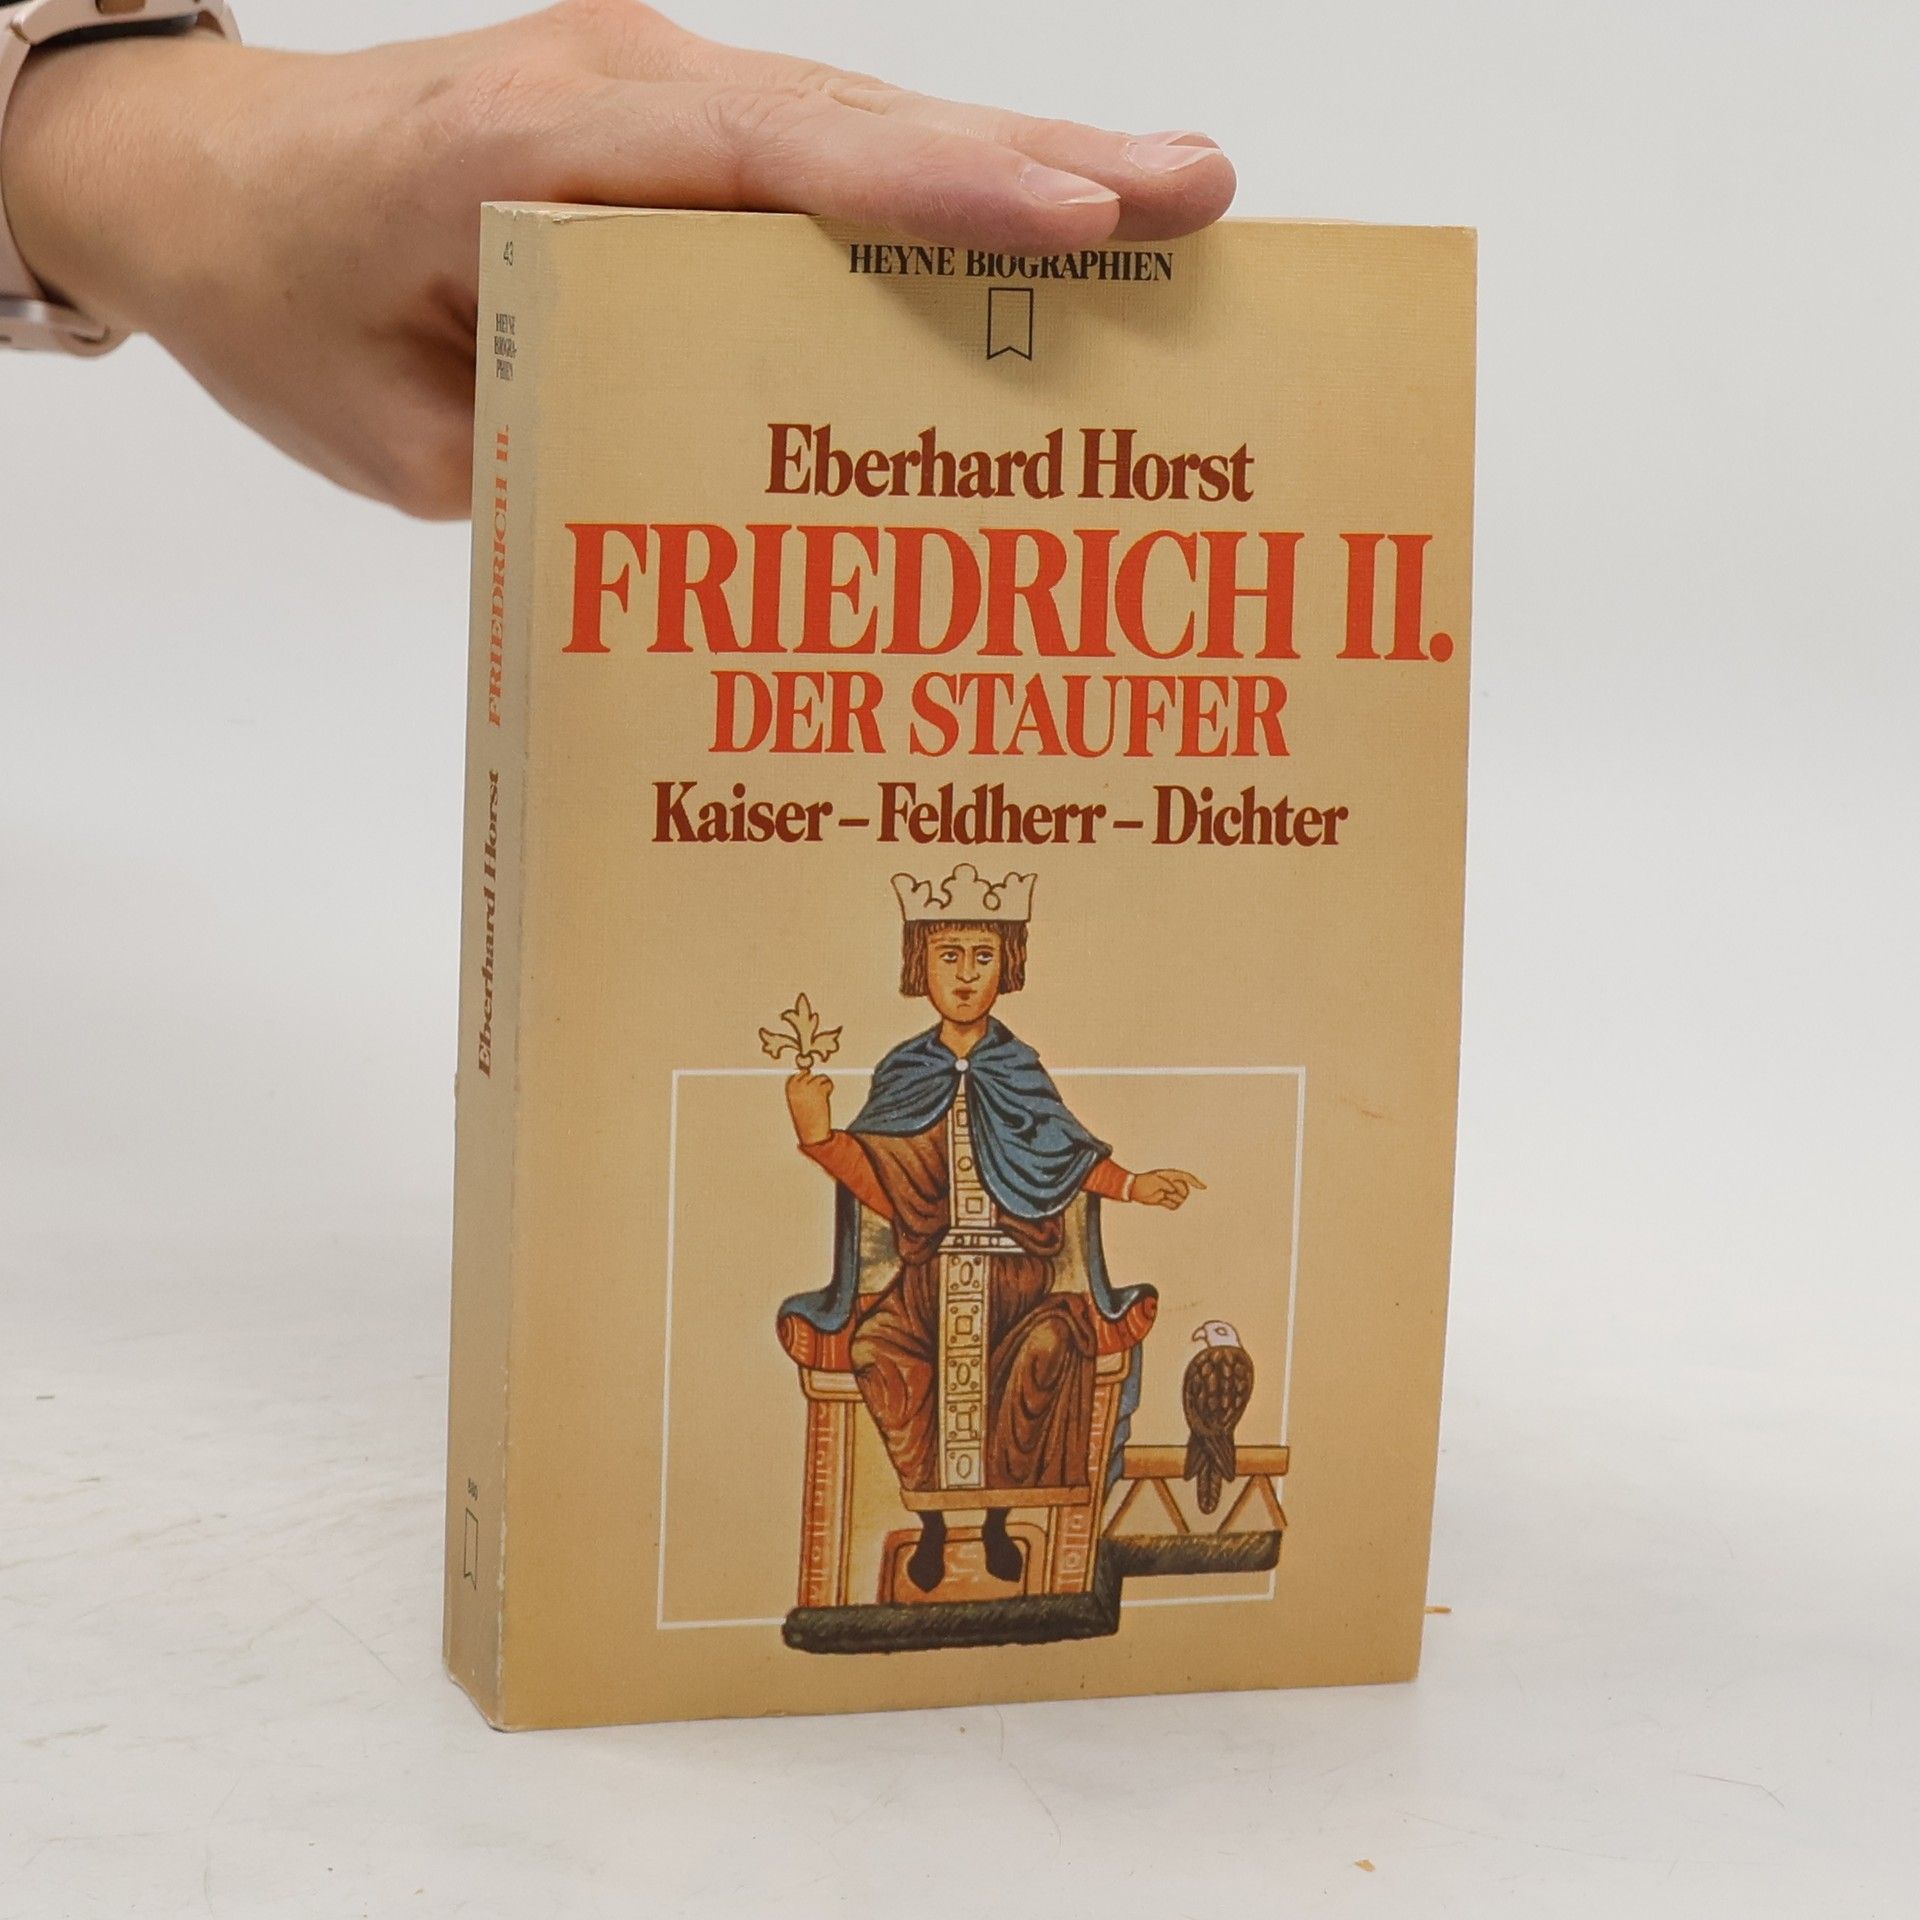 HEYNE BIOGRAPHIEN
Eberhard Horst
FRIEDRICH II.
DER STAUFER
Kaiser – Feldherr – Dichter
43
HEYNE
BIOGRA-
PHIEN
Eberhard Horst FRIEDRICH II.